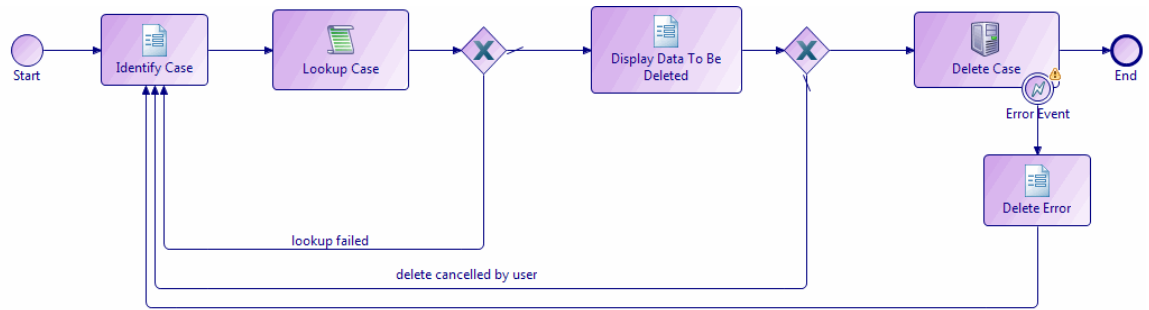 Start
Identify Case
Lookup Case
Display Data To Be
Deleted
Delete Case
End
Error Event
Delete Error
lookup failed
delete cancelled by user